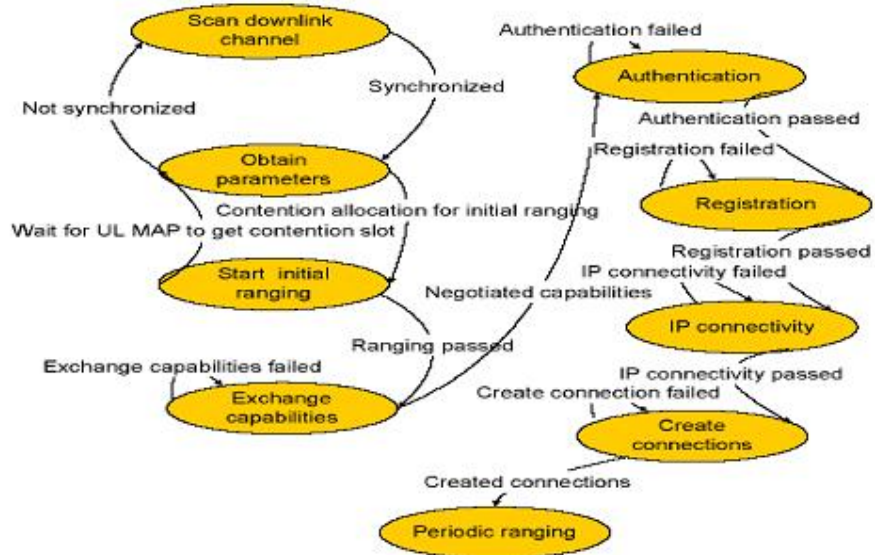 Scan downlink
channel
Synchronized
Not synchronized
Obtain
parameters
Contention allocation for initial ranging
Wait for UL MAP to get contention slot
Start initial
ranging
Ranging passed
Exchange capabilities failed
Exchange
capabilities
Negotiated capabilities
Authentication failed
Authentication
Authentication passed
Registration failed
Registration
Registration passed
IP connectivity failed
IP connectivity
IP connectivity passed
Create connection failed
Create
connections
Created connections
Periodic ranging